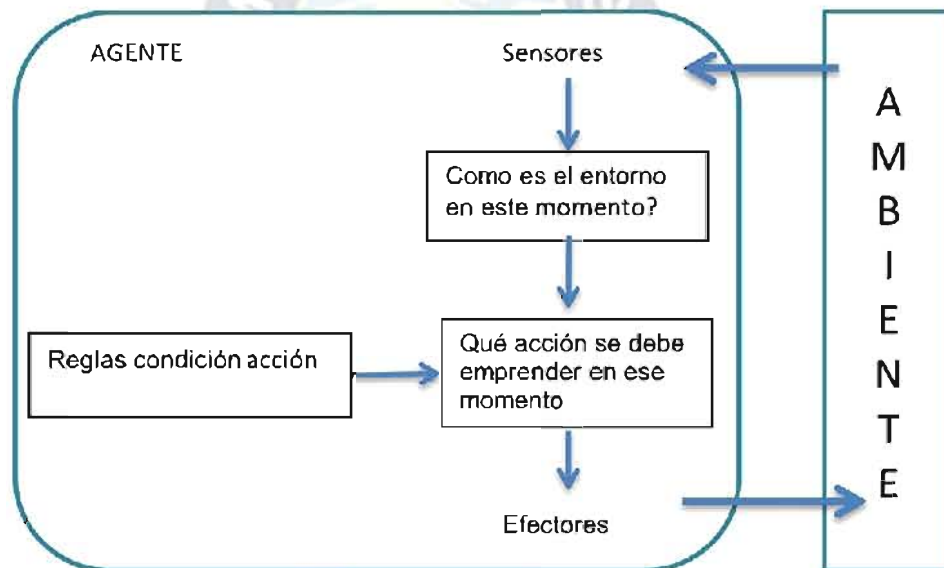 AGENTE
Sensores
Como es el entorno
en este momento?
Reglas condición acción
Qué acción se debe
emprender en ese
momento
Efectores
A
M
B
I
E
N
T
E